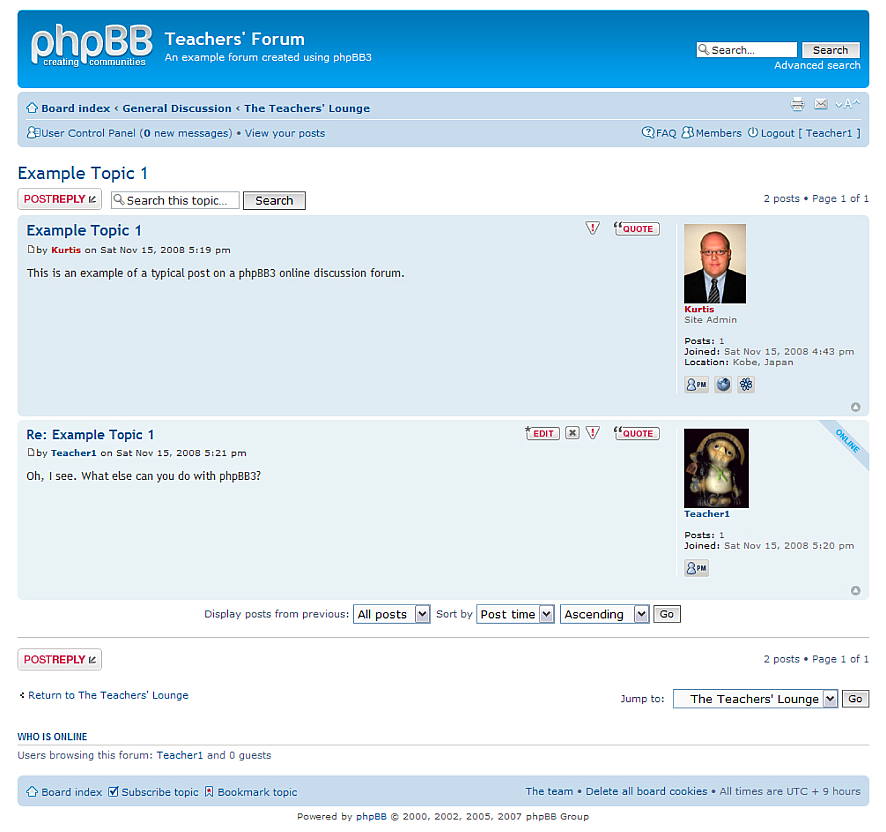 phpBB
creating communities
Teachers' Forum
An example forum created using phpBB3
Search...
Search
Advanced search
Board index ‹ General Discussion ‹ The Teachers' Lounge
A
User Control Panel (0 new messages) • View your posts
FAQ Members Logout [ Teacher1 ]
Example Topic 1
POSTREPLY Search this topic... Search
2 posts • Page 1 of 1
Example Topic 1
! “QUOTE
by Kurtis on Sat Nov 15, 2008 5:19 pm
This is an example of a typical post on a phpBB3 online discussion forum.
Kurtis
Site Admin
Posts: 1
Joined: Sat Nov 15, 2008 4:43 pm
Location: Kobe, Japan
PM
Re: Example Topic 1
*EDIT x ! “QUOTE
by Teacher1 on Sat Nov 15, 2008 5:21 pm
Oh, I see. What else can you do with phpBB3?
ONLINE
Teacher1
Posts: 1
Joined: Sat Nov 15, 2008 5:20 pm
PM
Display posts from previous: All posts Sort by Post time Ascending Go
POSTREPLY
2 posts • Page 1 of 1
‹ Return to The Teachers' Lounge
Jump to: The Teachers' Lounge Go
WHO IS ONLINE
Users browsing this forum: Teacher1 and 0 guests
Board index Subscribe topic Bookmark topic
The team • Delete all board cookies • All times are UTC + 9 hours
Powered by phpBB © 2000, 2002, 2005, 2007 phpBB Group